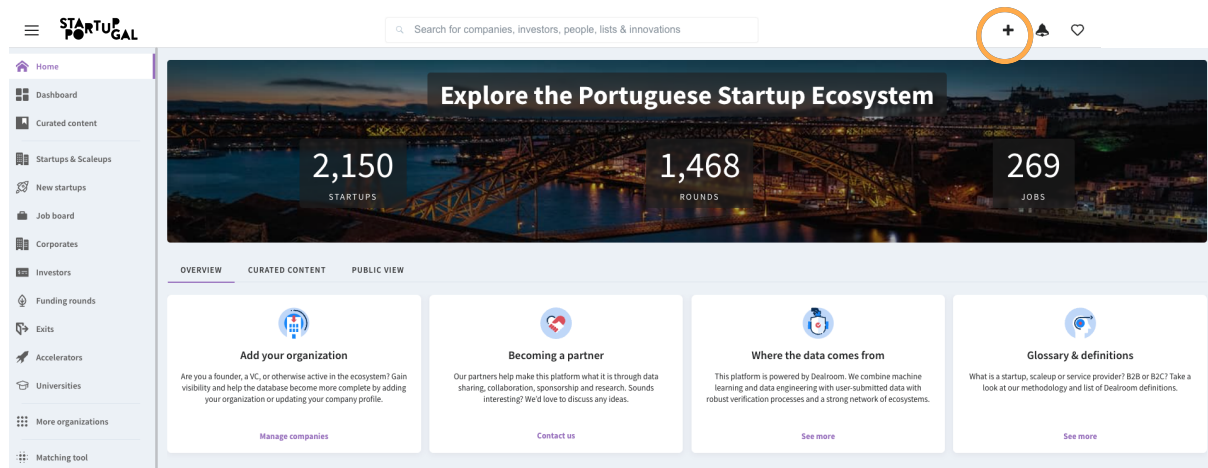 STARTUP
PORTUGAL
Search for companies, investors, people, lists & innovations
Home
Dashboard
Curated content
Startups & Scaleups
New startups
Job board
Corporates
Investors
Funding rounds
Exits
Accelerators
Universities
More organizations
Matching tool
Explore the Portuguese Startup Ecosystem
2,150
STARTUPS
1,468
ROUNDS
269
JOBS
OVERVIEW CURATED CONTENT PUBLIC VIEW
Add your organization
Are you a founder, a VC, or otherwise active in the ecosystem? Gain
visibility and help the database become more complete by adding
your organization or updating your company profile.
Manage companies
Becoming a partner
Our partners help make this platform what it is through data
sharing, collaboration, sponsorship and research. Sounds
interesting? We'd love to discuss any ideas.
Contact us
Where the data comes from
This platform is powered by Dealroom. We combine machine
learning and data engineering with user-submitted data with
robust verification processes and a strong network of ecosystems.
See more
Glossary & definitions
What is a startup, scaleup or service provider? B2B or B2C? Take a
look at our methodology and list of Dealroom definitions.
See more